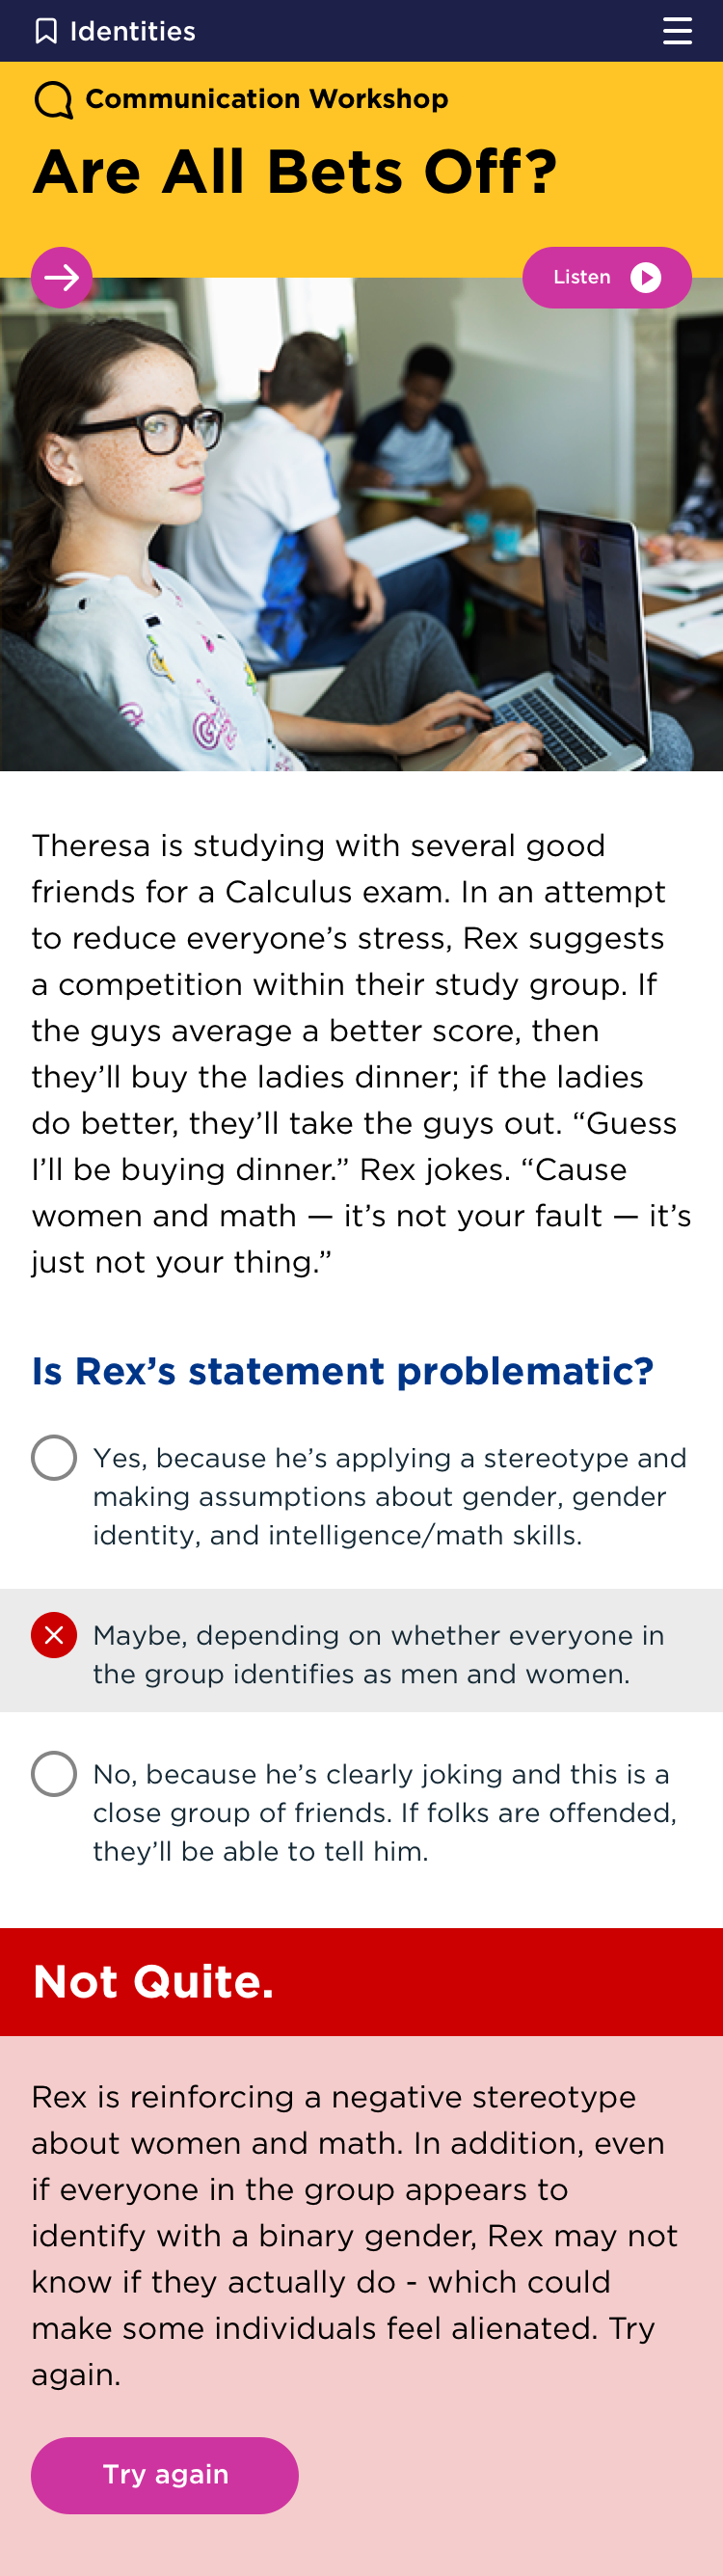 Identities
Communication Workshop
Are All Bets Off?
Listen
Theresa is studying with several good
friends for a Calculus exam. In an attempt
to reduce everyone’s stress, Rex suggests
a competition within their study group. If
the guys average a better score, then
they’ll buy the ladies dinner; if the ladies
do better, they’ll take the guys out. “Guess
I’ll be buying dinner.” Rex jokes. “Cause
women and math — it’s not your fault — it’s
just not your thing.”
Is Rex’s statement problematic?
Yes, because he’s applying a stereotype and
making assumptions about gender, gender
identity, and intelligence/math skills.
Maybe, depending on whether everyone in
the group identifies as men and women.
No, because he’s clearly joking and this is a
close group of friends. If folks are offended,
they’ll be able to tell him.
Not Quite.
Rex is reinforcing a negative stereotype
about women and math. In addition, even
if everyone in the group appears to
identify with a binary gender, Rex may not
know if they actually do - which could
make some individuals feel alienated. Try
again.
Try again